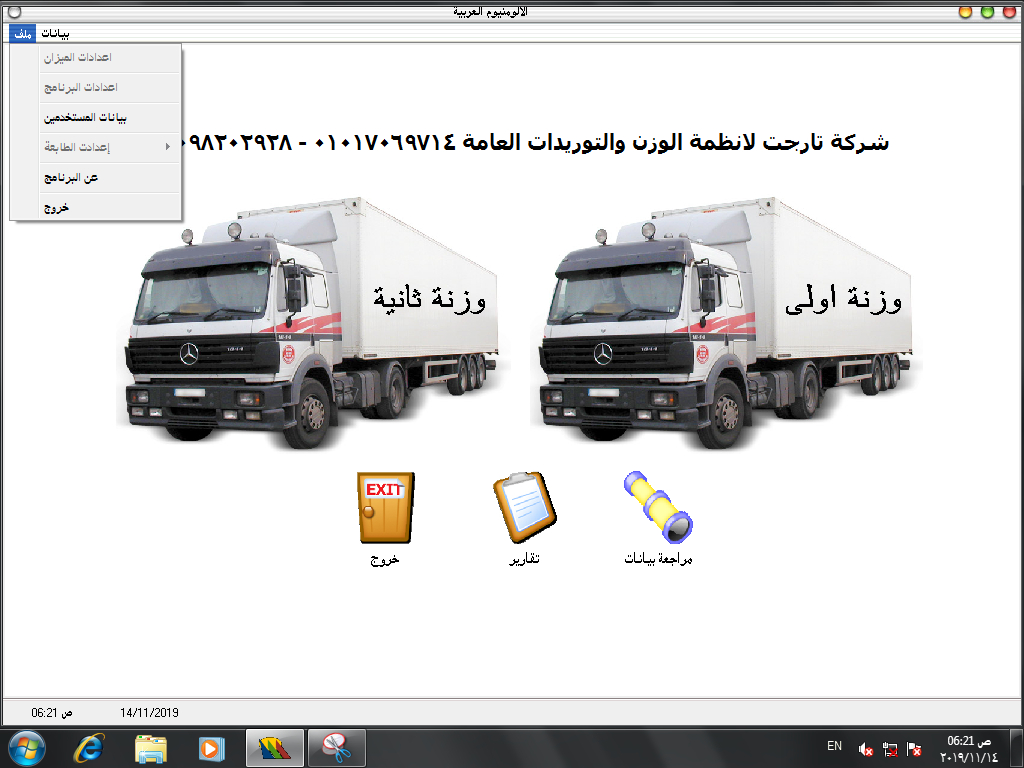 الالومنيوم العربية
ملف بيانات
اعدادات الميزان
اعدادات البرنامج
بيانات المستخدمين
إعدادت الطابعة
عن البرنامج
خروج
شركة تارجت لانظمة الوزن والتوريدات العامة ٠١٠١٧٠٦٩٧١٤ - ٠٩٨٢٠٢٩٢٨
وزنة اولى
وزنة ثانية
EXIT
مراجعة بيانات
تقارير
خروج
06:21 ص
14/11/2019
EN
06:21 ص
٢٠١٩/١١/١٤